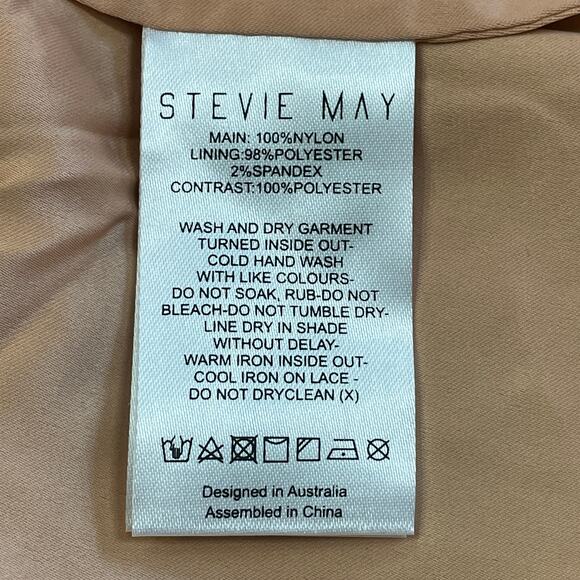 STEVIE MAY
MAIN: 100%NYLON
LINING:98%POLYESTER
2%SPANDEX
CONTRAST:100%POLYESTER
WASH AND DRY GARMENT
TURNED INSIDE OUT-
COLD HAND WASH
WITH LIKE COLOURS-
DO NOT SOAK, RUB-DO NOT
BLEACH-DO NOT TUMBLE DRY-
LINE DRY IN SHADE
WITHOUT DELAY-
WARM IRON INSIDE OUT-
COOL IRON ON LACE -
DO NOT DRYCLEAN (X)
Designed in Australia
Assembled in China